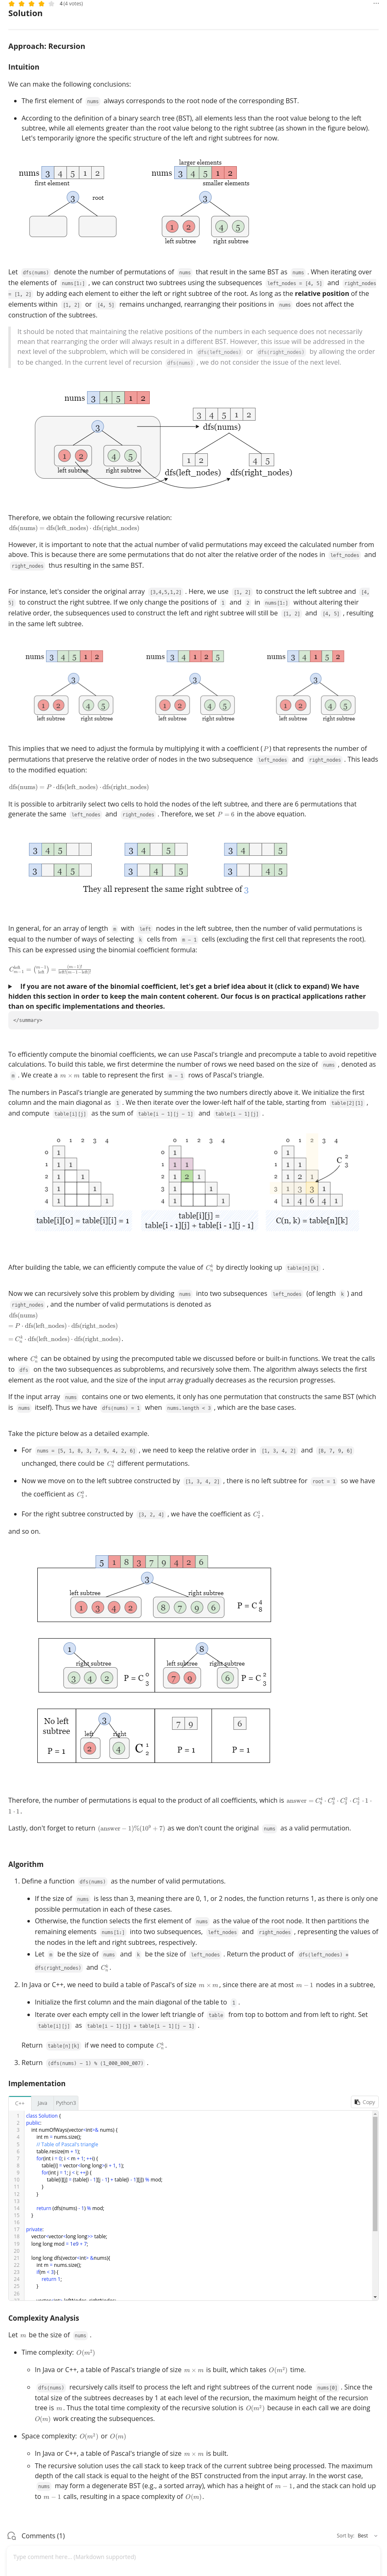 4 (4 votes)
Solution
Approach: Recursion
Intuition
We can make the following conclusions:
• The first element of nums always corresponds to the root node of the corresponding BST.
• According to the definition of a binary search tree (BST), all elements less than the root value belong to the left
subtree, while all elements greater than the root value belong to the right subtree (as shown in the figure below).
Let's temporarily ignore the specific structure of the left and right subtrees for now.
larger elements
nums 3 4 5 1 2
nums 3 4 5 1 2
first element
smaller elements
3 root
3
1 2 4 5
left subtree right subtree
Let dfs(nums) denote the number of permutations of nums that result in the same BST as nums . When iterating over
the elements of nums[1:] , we can construct two subtrees using the subsequences left_nodes = [4, 5] and right_nodes
= [1, 2] by adding each element to either the left or right subtree of the root. As long as the relative position of the
elements within [1, 2] or [4, 5] remains unchanged, rearranging their positions in nums does not affect the
construction of the subtrees.
It should be noted that maintaining the relative positions of the numbers in each sequence does not necessarily
mean that rearranging the order will always result in a different BST. However, this issue will be addressed in the
next level of the subproblem, which will be considered in dfs(left_nodes) or dfs(right_nodes) by allowing the order
to be changed. In the current level of recursion dfs(nums) , we do not consider the issue of the next level.
nums 3 4 5 1 2
3 4 5 1 2
3
dfs(nums)
1 2 4 5
1 2
4 5
left subtree right subtree
dfs(left_nodes) dfs(right_nodes)
Therefore, we obtain the following recursive relation:
dfs(nums) = dfs(left_nodes) · dfs(right_nodes)
However, it is important to note that the actual number of valid permutations may exceed the calculated number from
above. This is because there are some permutations that do not alter the relative order of the nodes in left_nodes and
right_nodes thus resulting in the same BST.
For instance, let's consider the original array [3,4,5,1,2] . Here, we use [1, 2] to construct the left subtree and [4,
5] to construct the right subtree. If we only change the positions of 1 and 2 in nums[1:] without altering their
relative order, the subsequences used to construct the left and right subtree will still be [1, 2] and [4, 5] , resulting
in the same left subtree.
nums 3 4 5 1 2
nums 3 4 1 2 5
nums 3 4 1 5 2
3
3
3
1 2 4 5
1 2 4 5
1 2 4 5
left subtree right subtree
left subtree right subtree
left subtree right subtree
This implies that we need to adjust the formula by multiplying it with a coefficient (P) that represents the number of
permutations that preserve the relative order of nodes in the two subsequence left_nodes and right_nodes . This leads
to the modified equation:
dfs(nums) = P · dfs(left_nodes) · dfs(right_nodes)
It is possible to arbitrarily select two cells to hold the nodes of the left subtree, and there are 6 permutations that
generate the same left_nodes and right_nodes . Therefore, we set P = 6 in the above equation.
3 4 5
3 4 5
3 4 5
3 4 5
3 4 5
3 4 5
They all represent the same right subtree of 3
In general, for an array of length m with left nodes in the left subtree, then the number of valid permutations is
equal to the number of ways of selecting k cells from m − 1 cells (excluding the first cell that represents the root).
This can be expressed using the binomial coefficient formula:
▶ If you are not aware of the binomial coefficient, let's get a brief idea about it (click to expand) We have
hidden this section in order to keep the main content coherent. Our focus is on practical applications rather
than on specific implementations and theories.
</summary>
To efficiently compute the binomial coefficients, we can use Pascal's triangle and precompute a table to avoid repetitive
calculations. To build this table, we first determine the number of rows we need based on the size of nums , denoted as
m . We create a m × m table to represent the first m − 1 rows of Pascal's triangle.
The numbers in Pascal's triangle are generated by summing the two numbers directly above it. We initialize the first
column and the main diagonal as 1 . We then iterate over the lower-left half of the table, starting from table[2][1] ,
and compute table[i][j] as the sum of table[i − 1][j − 1] and table[i − 1][j] .
0 1 2 3 4
0 1 2 3 4
0 1 2 3 4
0 1
0 1
0 1
1 1 1
1 1 1
1 1 1
2 1 1
2 1 2 1
2 1 2 1
3 1 1
3 1 1
3 1 3 3 1
4 1 1
4 1 1
4 1 4 6 4 1
table[i][0] = table[i][i] = 1
table[i][j] =
table[i - 1][j] + table[i - 1][j - 1]
C(n, k) = table[n][k]
After building the table, we can efficiently compute the value of C by directly looking up table[n][k] .
Now we can recursively solve this problem by dividing nums into two subsequences left_nodes (of length k ) and
right_nodes , and the number of valid permutations is denoted as
dfs(nums)
= P · dfs(left_nodes) · dfs(right_nodes)
· dfs(left_nodes) · dfs(right_nodes).
where C can be obtained by using the precomputed table we discussed before or built-in functions. We treat the calls
to dfs on the two subsequences as subproblems, and recursively solve them. The algorithm always selects the first
element as the root value, and the size of the input array gradually decreases as the recursion progresses.
If the input array nums contains one or two elements, it only has one permutation that constructs the same BST (which
is nums itself). Thus we have dfs(nums) = 1 when nums.length < 3 , which are the base cases.
Take the picture below as a detailed example.
• For nums = [5, 1, 8, 3, 7, 9, 4, 2, 6] , we need to keep the relative order in [1, 3, 4, 2] and [8, 7, 9, 6]
unchanged, there could be different permutations.
• Now we move on to the left subtree constructed by [1, 3, 4, 2] , there is no left subtree for root = 1 so we have
the coefficient as
• For the right subtree constructed by [3, 2, 4] , we have the coefficient as
and so on.
5 1 8 3 7 9 4 2 6
3
left subtree right subtree
1 3 4 2 8 7 9 6 P = C 4 8
1
8
right subtree
left subtree right subtree
3 4 2 P = C 0 3
7 9 6 P = C 2 3
No left
subtree
3
left right
7 9
6
2 4 C 1 2
P = 1
P = 1
P = 1
Therefore, the number of permutations is equal to the product of all coefficients, which is
Lastly, don't forget to return (answer − 1)%(10⁹ + 7) as we don't count the original nums as a valid permutation.
Algorithm
1. Define a function dfs(nums) as the number of valid permutations.
• If the size of nums is less than 3, meaning there are 0, 1, or 2 nodes, the function returns 1, as there is only one
possible permutation in each of these cases.
• Otherwise, the function selects the first element of nums as the value of the root node. It then partitions the
remaining elements nums[1:] into two subsequences, left_nodes and right_nodes , representing the values of
the nodes in the left and right subtrees, respectively.
• Let m be the size of nums and k be the size of left_nodes . Return the product of dfs(left_nodes) ×
dfs(right_nodes) and
2. In Java or C++, we need to build a table of Pascal's of size m × m, since there are at most m − 1 nodes in a subtree,
• Initialize the first column and the main diagonal of the table to 1 .
• Iterate over each empty cell in the lower left triangle of table from top to bottom and from left to right. Set
table[i][j] as table[i − 1][j] + table[i − 1][j − 1] .
Return table[n][k] if we need to compute
3. Return (dfs(nums) − 1) % (1_000_000_007) .
Implementation
C++ Java Python3
Copy
1 class Solution {
2 public:
3 int numOfWays(vector<int>& nums) {
4 int m = nums.size();
5 // Table of Pascal's triangle
6 table.resize(m + 1);
7 for(int i = 0; i < m + 1; ++i) {
8 table[i] = vector<long long>(i + 1, 1);
9 for(int j = 1; j < i; ++j) {
10 table[i][j] = (table[i - 1][j - 1] + table[i - 1][j]) % mod;
11 }
12 }
13
14 return (dfs(nums) - 1) % mod;
15 }
16
17 private:
18 vector<vector<long long>> table;
19 long long mod = 1e9 + 7;
20
21 long long dfs(vector<int> &nums){
22 int m = nums.size();
23 if(m < 3) {
24 return 1;
25 }
26
Complexity Analysis
Let m be the size of nums .
• Time complexity: O(m²)
• In Java or C++, a table of Pascal's triangle of size m × m is built, which takes O(m²) time.
• dfs(nums) recursively calls itself to process the left and right subtrees of the current node nums[0] . Since the
total size of the subtrees decreases by 1 at each level of the recursion, the maximum height of the recursion
tree is m. Thus the total time complexity of the recursive solution is O(m²) because in each call we are doing
O(m) work creating the subsequences.
• Space complexity: O(m²) or O(m)
• In Java or C++, a table of Pascal's triangle of size m × m is built.
• The recursive solution uses the call stack to keep track of the current subtree being processed. The maximum
depth of the call stack is equal to the height of the BST constructed from the input array. In the worst case,
nums may form a degenerate BST (e.g., a sorted array), which has a height of m − 1, and the stack can hold up
to m − 1 calls, resulting in a space complexity of O(m).
Comments (1)
Sort by: Best
Type comment here... (Markdown supported)